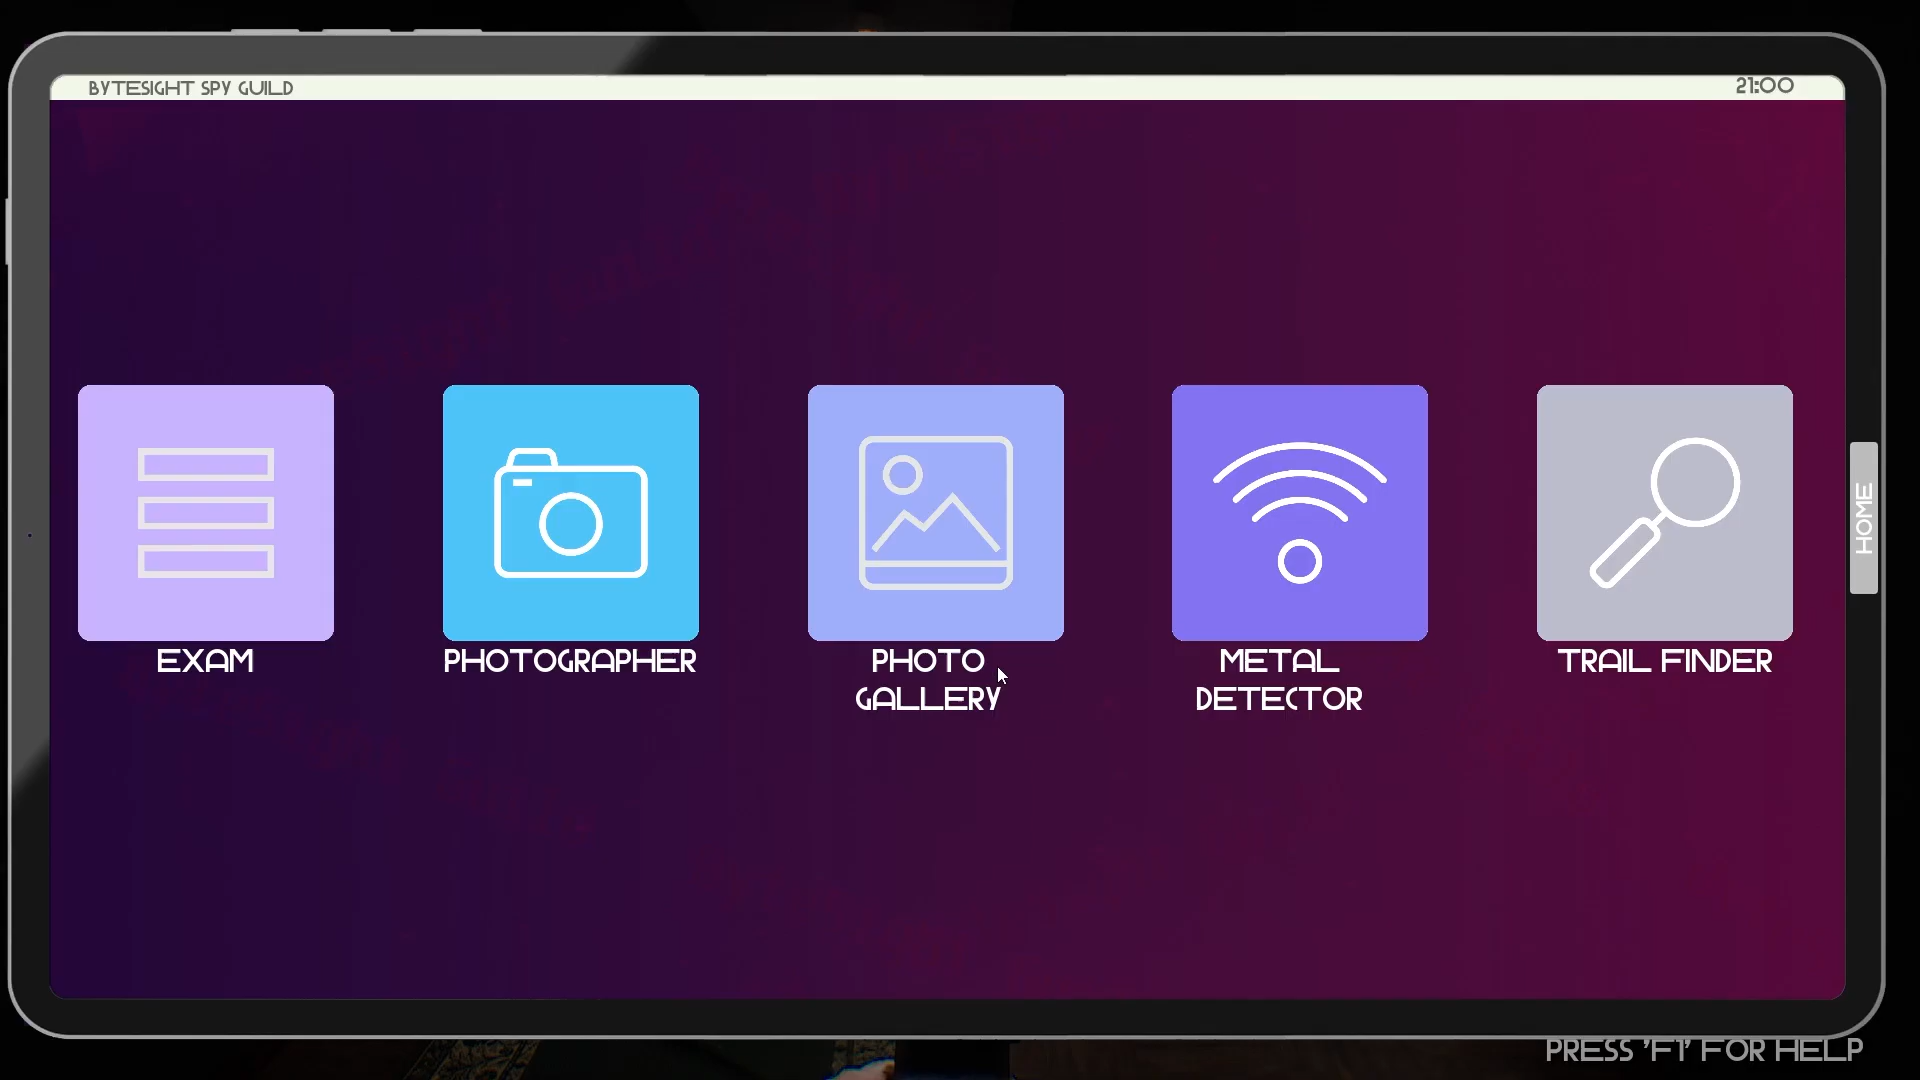 BYTESIGHT SPY GUILD
21:00
EXAM
PHOTOGRAPHER
PHOTO
GALLERY
METAL
DETECTOR
TRAIL FINDER
HOME
PRESS 'F1' FOR HELP